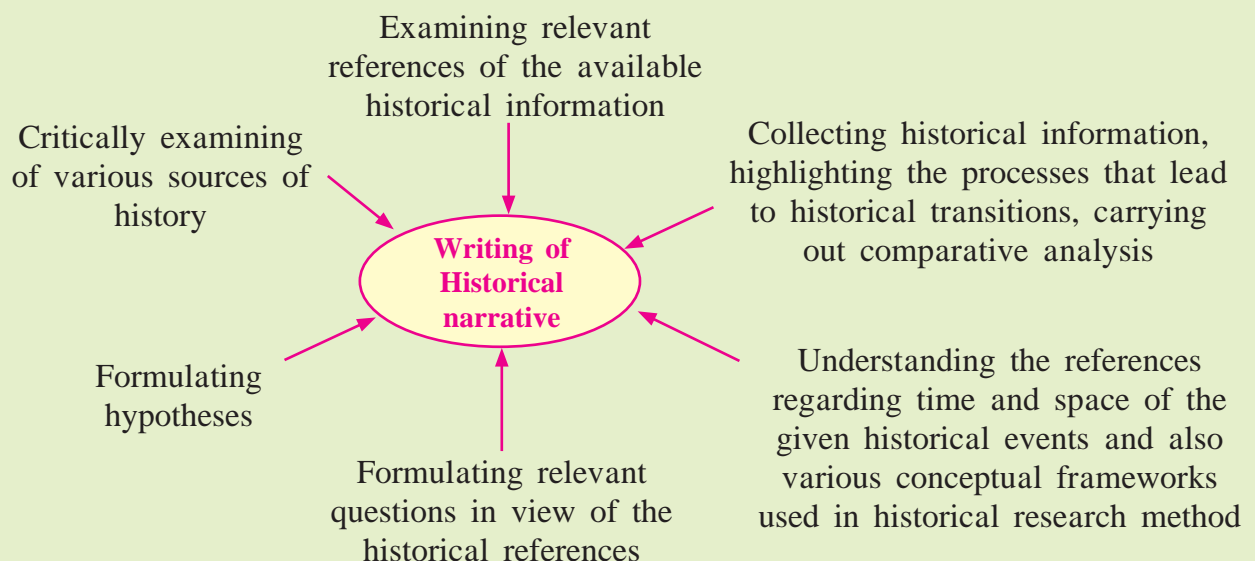 Examining relevant
references of the available
historical information
Critically examining
of various sources of
history
Collecting historical information,
highlighting the processes that lead
to historical transitions, carrying
out comparative analysis
Writing of
Historical
narrative
Formulating
hypotheses
Understanding the references
regarding time and space of the
given historical events and also
various conceptual frameworks
used in historical research method
Formulating relevant
questions in view of the
historical references